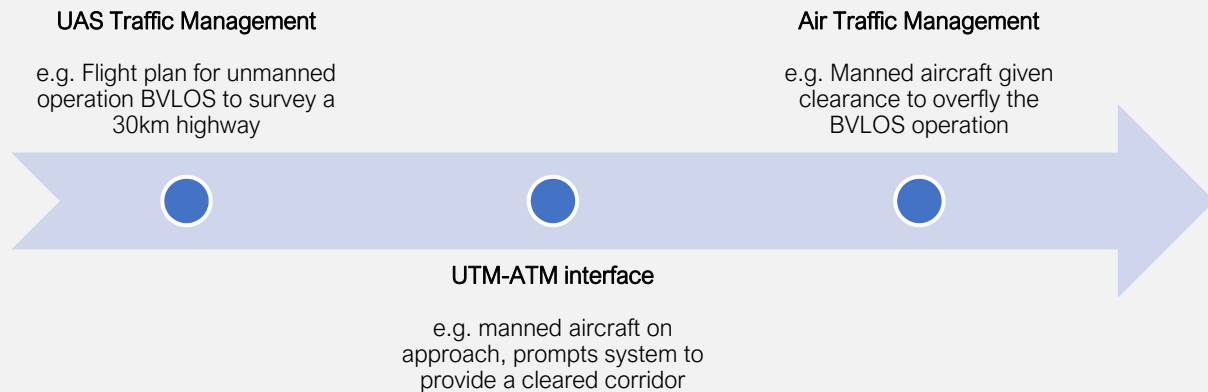 UAS Traffic Management
e.g. Flight plan for unmanned
operation BVLOS to survey a
30km highway
UTM-ATM interface
e.g. manned aircraft on
approach, prompts system to
provide a cleared corridor
Air Traffic Management
e.g. Manned aircraft given
clearance to overfly the
BVLOS operation